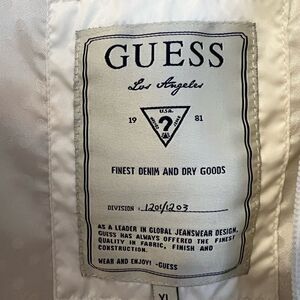 GUESS
Los Angeles
U.S.A.
?
19 81
FINEST DENIM AND DRY GOODS
DIVISION : 1201/1203
AS A LEADER IN GLOBAL JEANSWEAR DESIGN,
GUESS HAS ALWAYS OFFERED THE FINEST
QUALITY IN FABRIC, FINISH AND
CONSTRUCTION.
WEAR AND ENJOY! -GUESS
XL